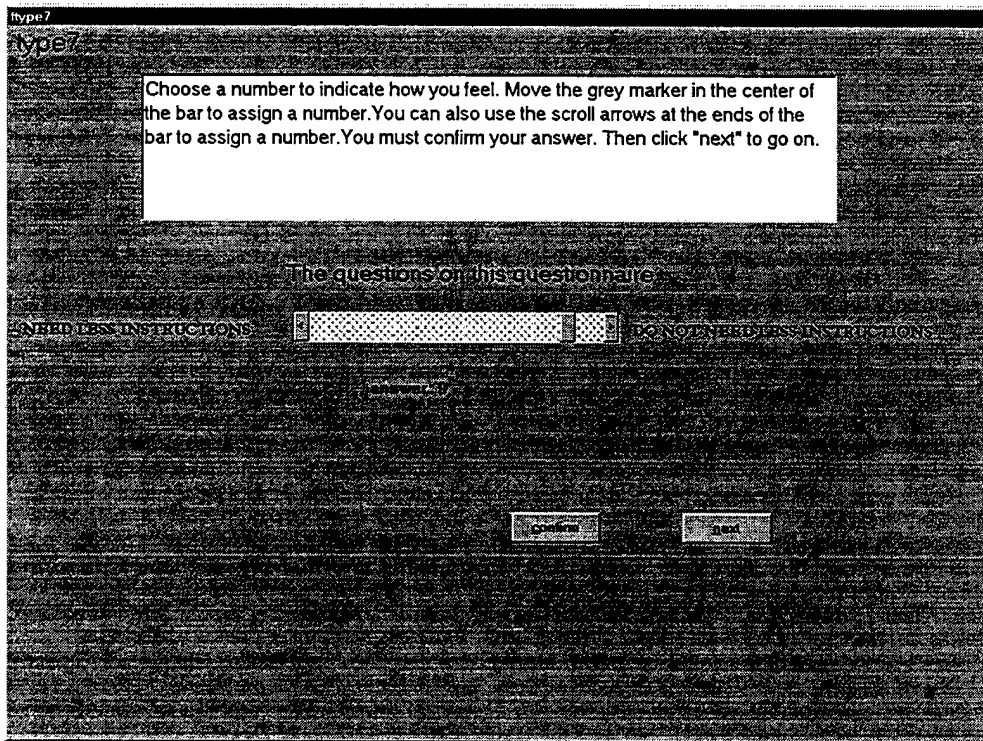 ftype7
ftype7
Choose a number to indicate how you feel. Move the grey marker in the center of
the bar to assign a number.You can also use the scroll arrows at the ends of the
bar to assign a number.You must confirm your answer. Then click "next" to go on.
The questions on this questionnaire
NEED LESS INSTRUCTIONS
DO NOT NEED LESS INSTRUCTIONS
confirm
next